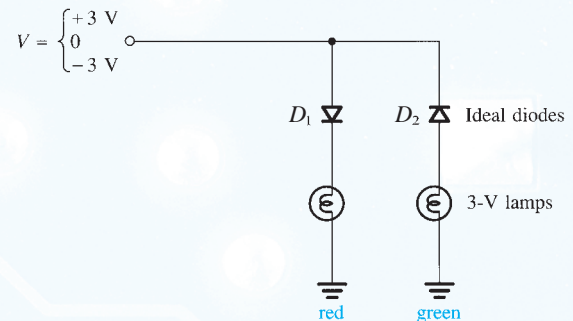 V = { +3 V
0
−3 V
D₁
D₂
Ideal diodes
3-V lamps
red
green